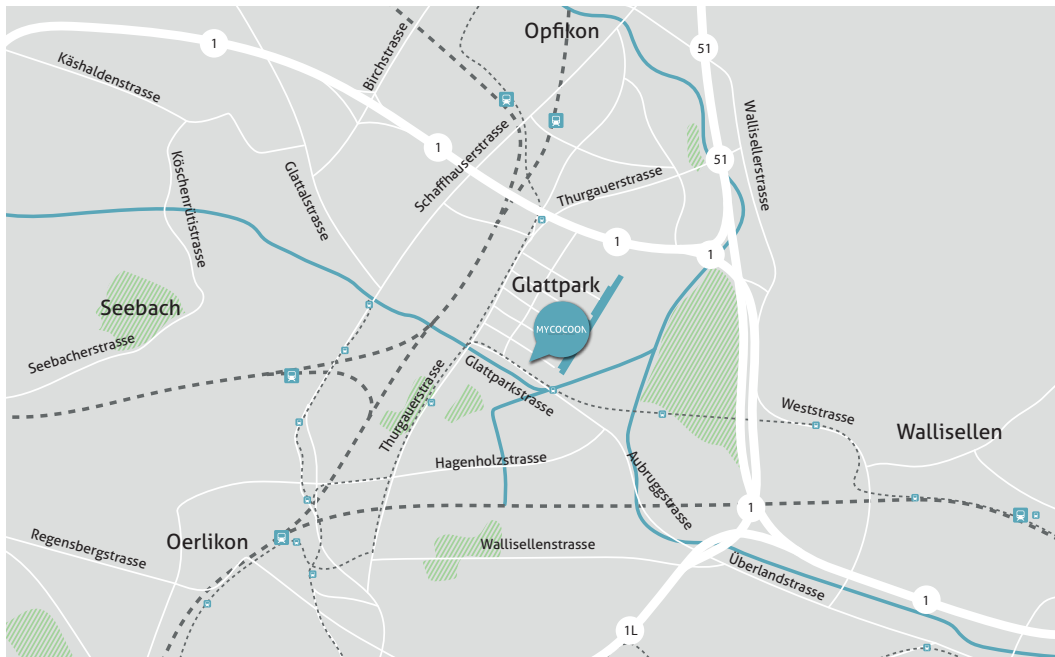 Opfikon
1
51
Käshaldenstrasse
Birchstrasse
Wallisellerstrasse
1
51
Köschenrütistrasse
Glattalstrasse
Schaffhauserstrasse
Thurgauerstrasse
1
1
Glattpark
Seebach
MYCOCOON
Seebacherstrasse
Glattparkstrasse
Thurgauerstrasse
Weststrasse
Wallisellen
Hagenholzstrasse
Aubruggstrasse
1
Regensbergstrasse
Oerlikon
Wallisellenstrasse
Überlandstrasse
1
1L